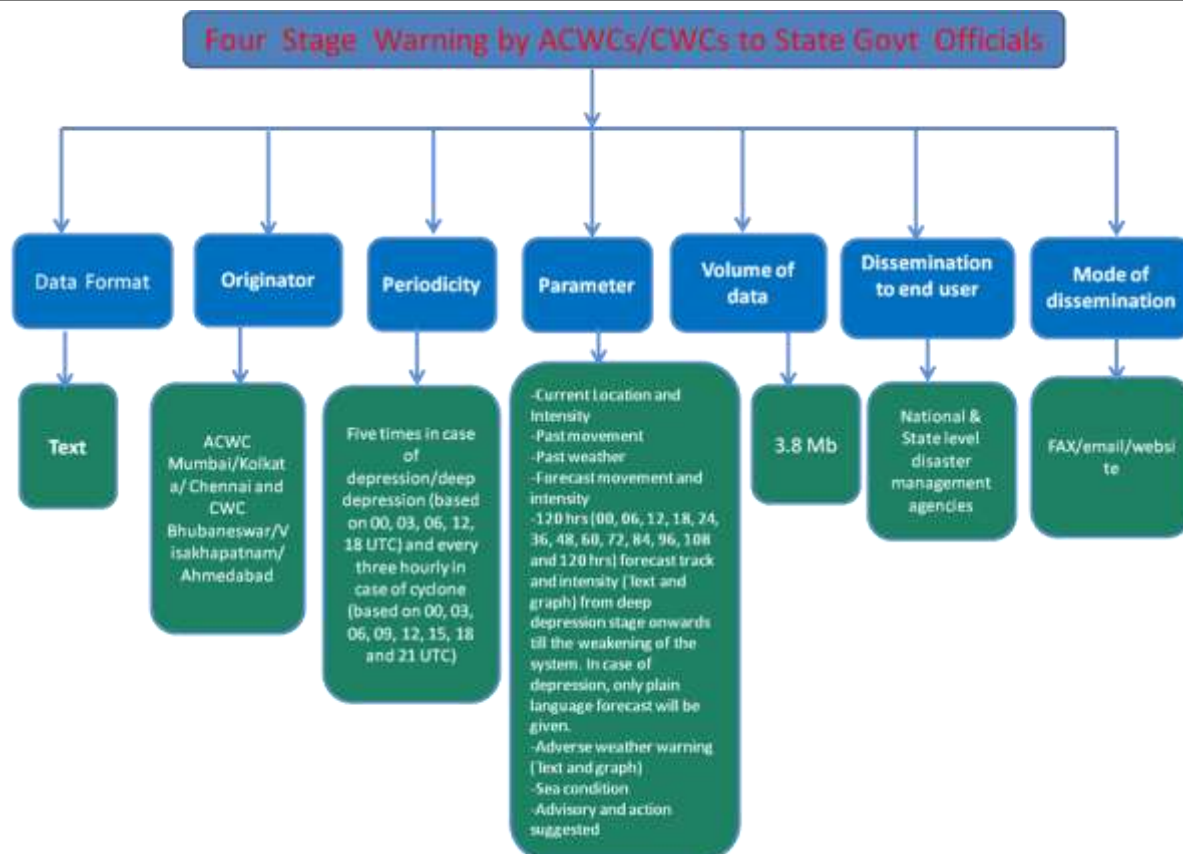 Four Stage Warning by ACWCs/CWCs to State Govt Officials
Data Format
Originator
Periodicity
Parameter
Volume of
data
Dissemination
to end user
Mode of
dissemination
Text
ACWC
Mumbai/Kolkat
a/ Chennai and
CWC
Bhubaneswar/V
isakhapatnam/
Ahmedabad
Five times in case
of
depression/deep
depression (based
on 00, 03, 06, 12,
18 UTC) and every
three hourly in
case of cyclone
(based on 00, 03,
06, 09, 12, 15, 18
and 21 UTC)
-Current Location and
Intensity
-Past movement
-Past weather
-Forecast movement and
intensity
-120 hrs (00, 06, 12, 18, 24,
36, 48, 60, 72, 84, 96, 108
and 120 hrs) forecast track
and intensity (Text and
graph) from deep
depression stage onwards
till the weakening of the
system. In case of
depression, only plain
language forecast will be
given.
-Adverse weather warning
(Text and graph)
-Sea condition
-Advisory and action
suggested
3.8 Mb
National &
State level
disaster
management
agencies
FAX/email/websi
te